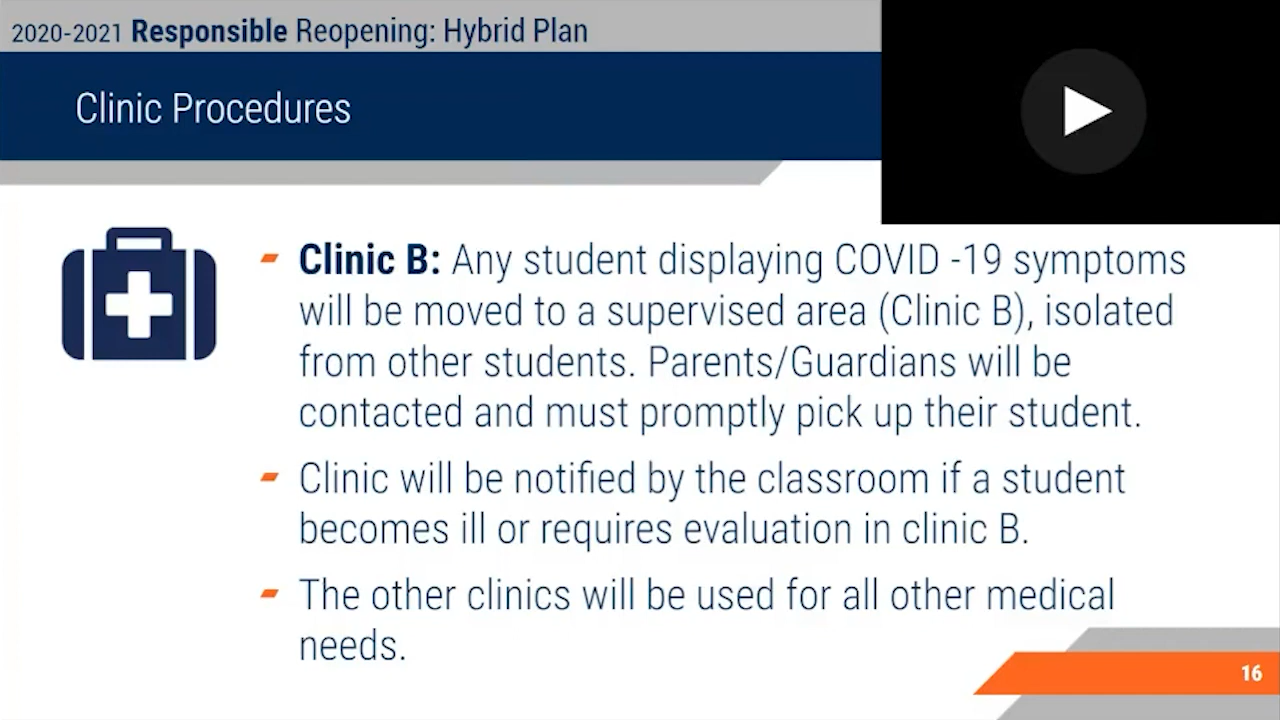 2020-2021 Responsible Reopening: Hybrid Plan
Clinic Procedures
Clinic B: Any student displaying COVID -19 symptoms
will be moved to a supervised area (Clinic B), isolated
from other students. Parents/Guardians will be
contacted and must promptly pick up their student.
Clinic will be notified by the classroom if a student
becomes ill or requires evaluation in clinic B.
The other clinics will be used for all other medical
needs.
16